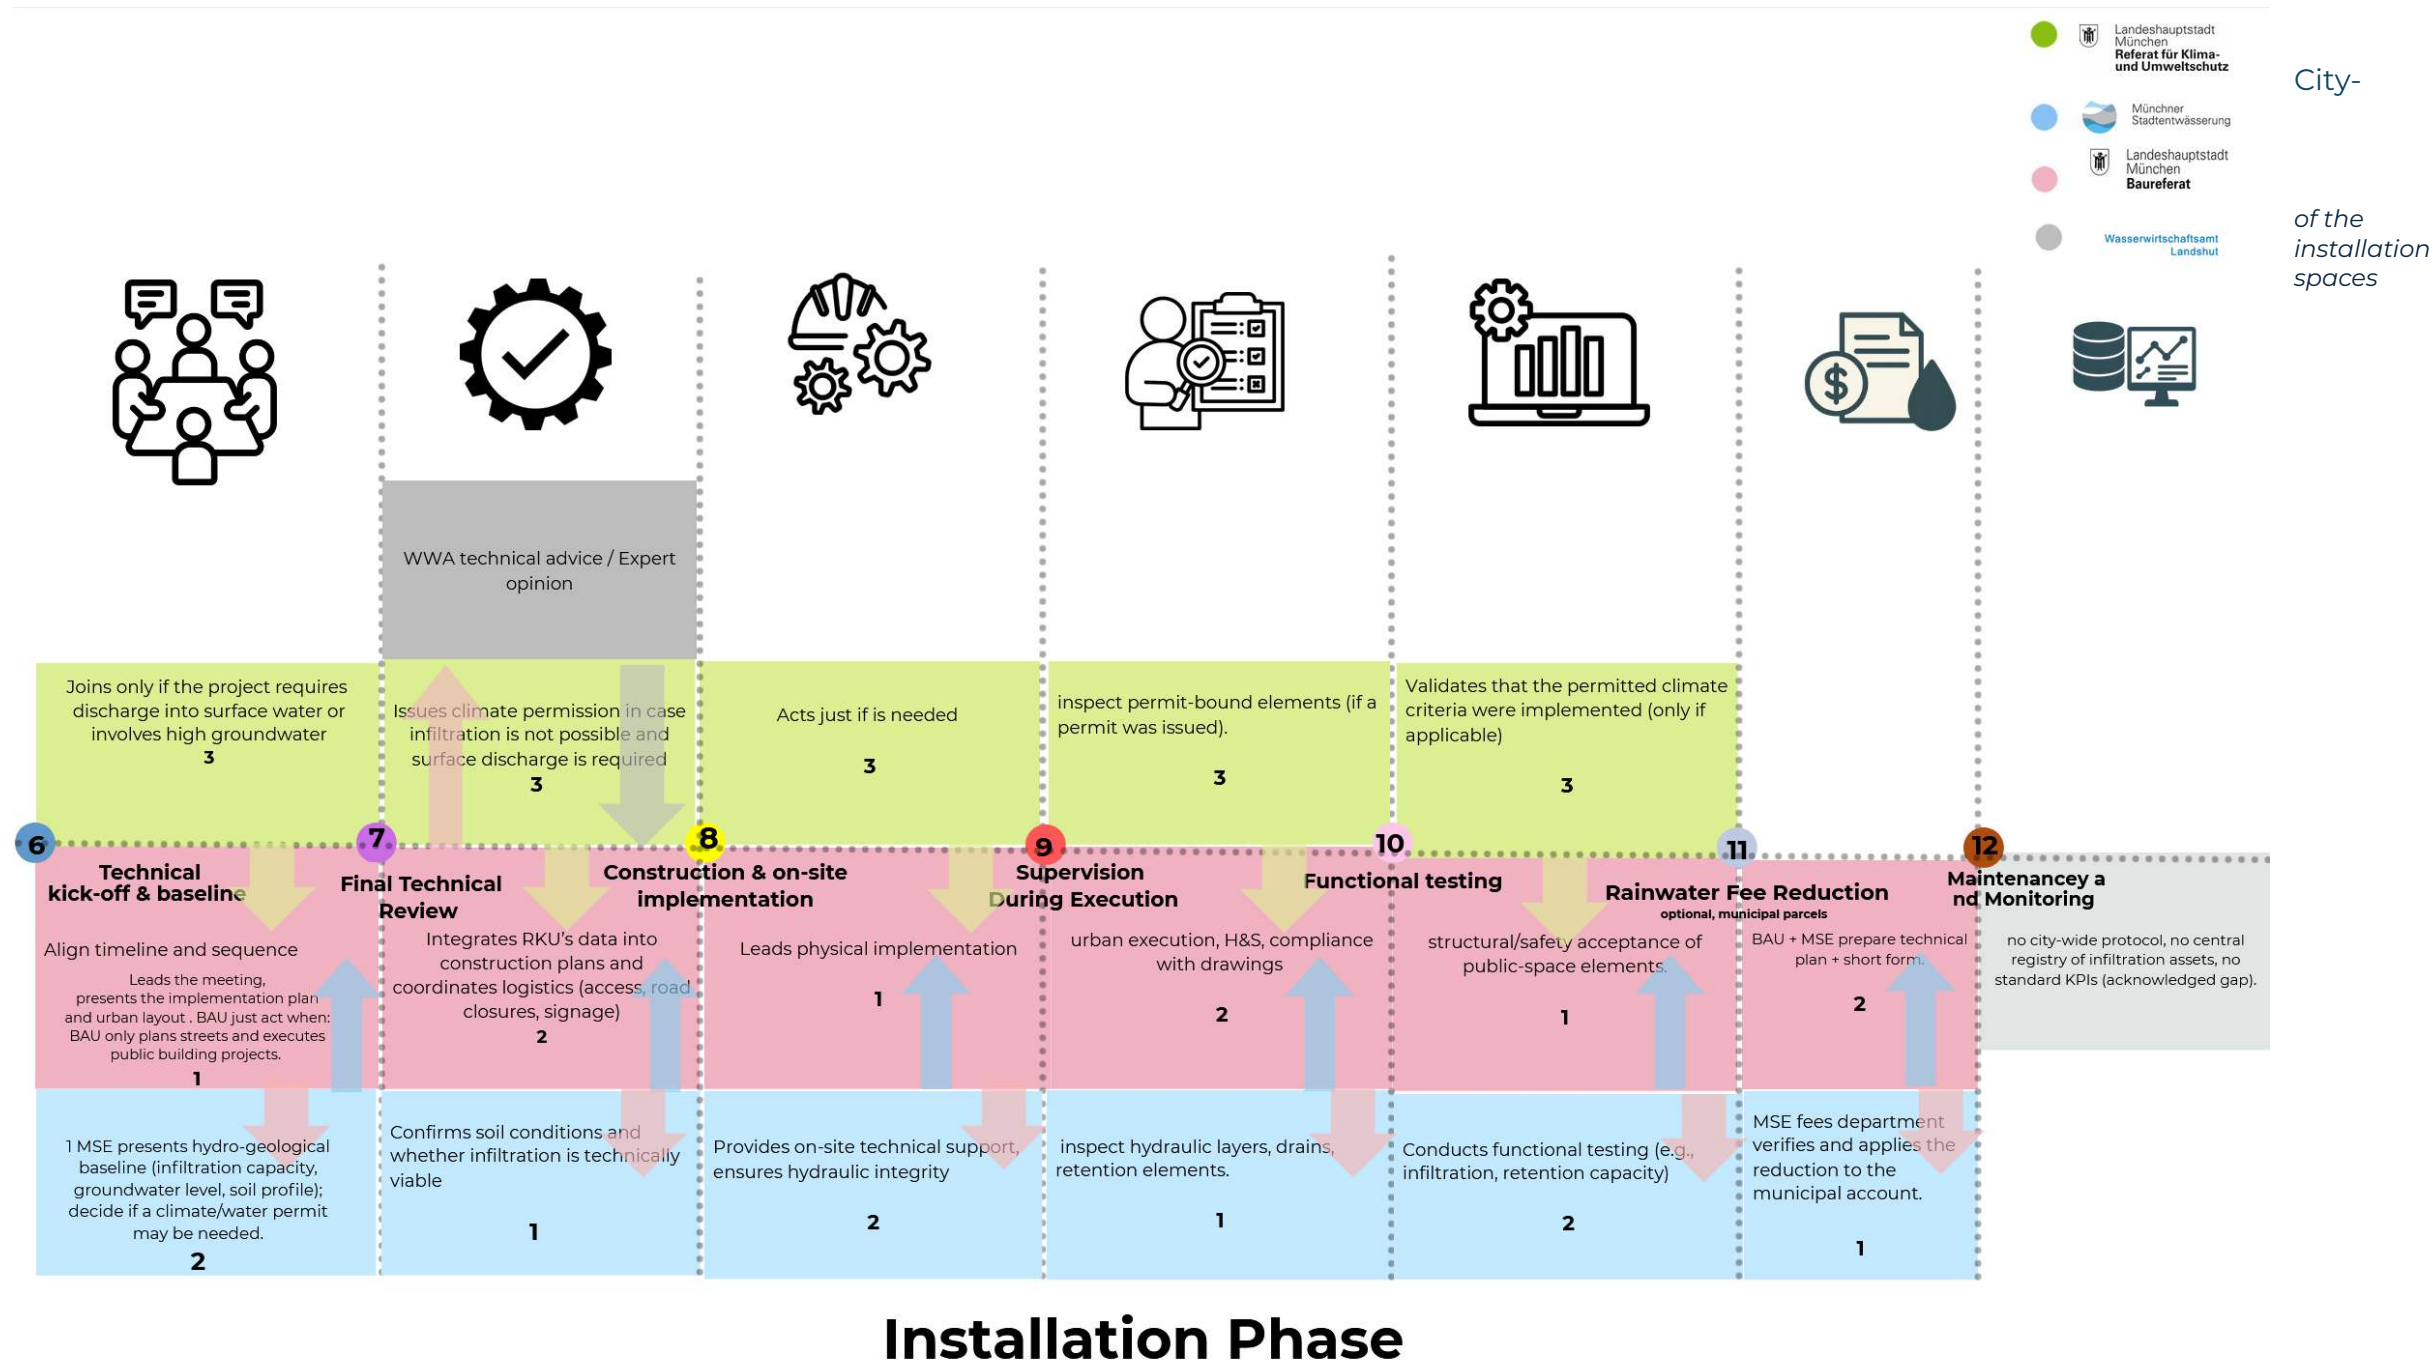 Landeshauptstadt
München
Referat für Klima-
und Umweltschutz
City-
Münchner
Stadtentwässerung
Landeshauptstadt
München
Baureferat
of the
installation
spaces
Wasserwirtschaftsamt
Landshut
WWA technical advice / Expert
opinion
Joins only if the project requires
discharge into surface water or
involves high groundwater
3
Issues climate permission in case
infiltration is not possible and
surface discharge is required
3
Acts just if is needed
3
inspect permit-bound elements (if a
permit was issued).
3
Validates that the permitted climate
criteria were implemented (only if
applicable)
3
6
Technical
kick-off & baseline
Align timeline and sequence
Leads the meeting,
presents the implementation plan
and urban layout . BAU just act when:
BAU only plans streets and executes
public building projects.
1
7
Final Technical
Review
Integrates RKU’s data into
construction plans and
coordinates logistics (access, road
closures, signage)
2
8
Construction & on-site
implementation
Leads physical implementation
1
9
Supervision
During Execution
urban execution, H&S, compliance
with drawings
2
10
Functional testing
structural/safety acceptance of
public-space elements.
1
11
Rainwater Fee Reduction
optional, municipal parcels
BAU + MSE prepare technical
plan + short form.
2
12
Maintenancey a
nd Monitoring
no city-wide protocol, no central
registry of infiltration assets, no
standard KPIs (acknowledged gap).
1 MSE presents hydro-geological
baseline (infiltration capacity,
groundwater level, soil profile);
decide if a climate/water permit
may be needed.
2
Confirms soil conditions and
whether infiltration is technically
viable
1
Provides on-site technical support,
ensures hydraulic integrity
2
inspect hydraulic layers, drains,
retention elements.
1
Conducts functional testing (e.g.,
infiltration, retention capacity)
2
MSE fees department
verifies and applies the
reduction to the
municipal account.
1
Installation Phase